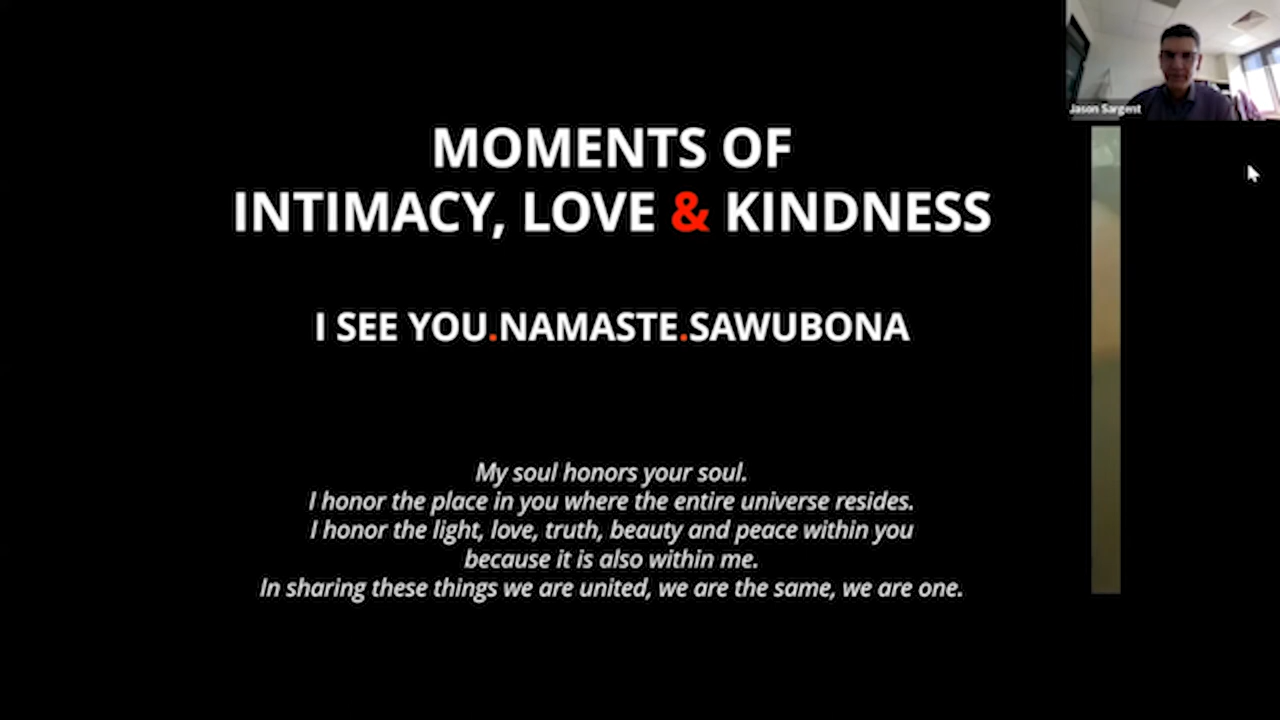 MOMENTS OF
INTIMACY, LOVE & KINDNESS
I SEE YOU.NAMASTE.SAWUBONA
My soul honors your soul.
I honor the place in you where the entire universe resides.
I honor the light, love, truth, beauty and peace within you
because it is also within me.
In sharing these things we are united, we are the same, we are one.
Jason Sargent